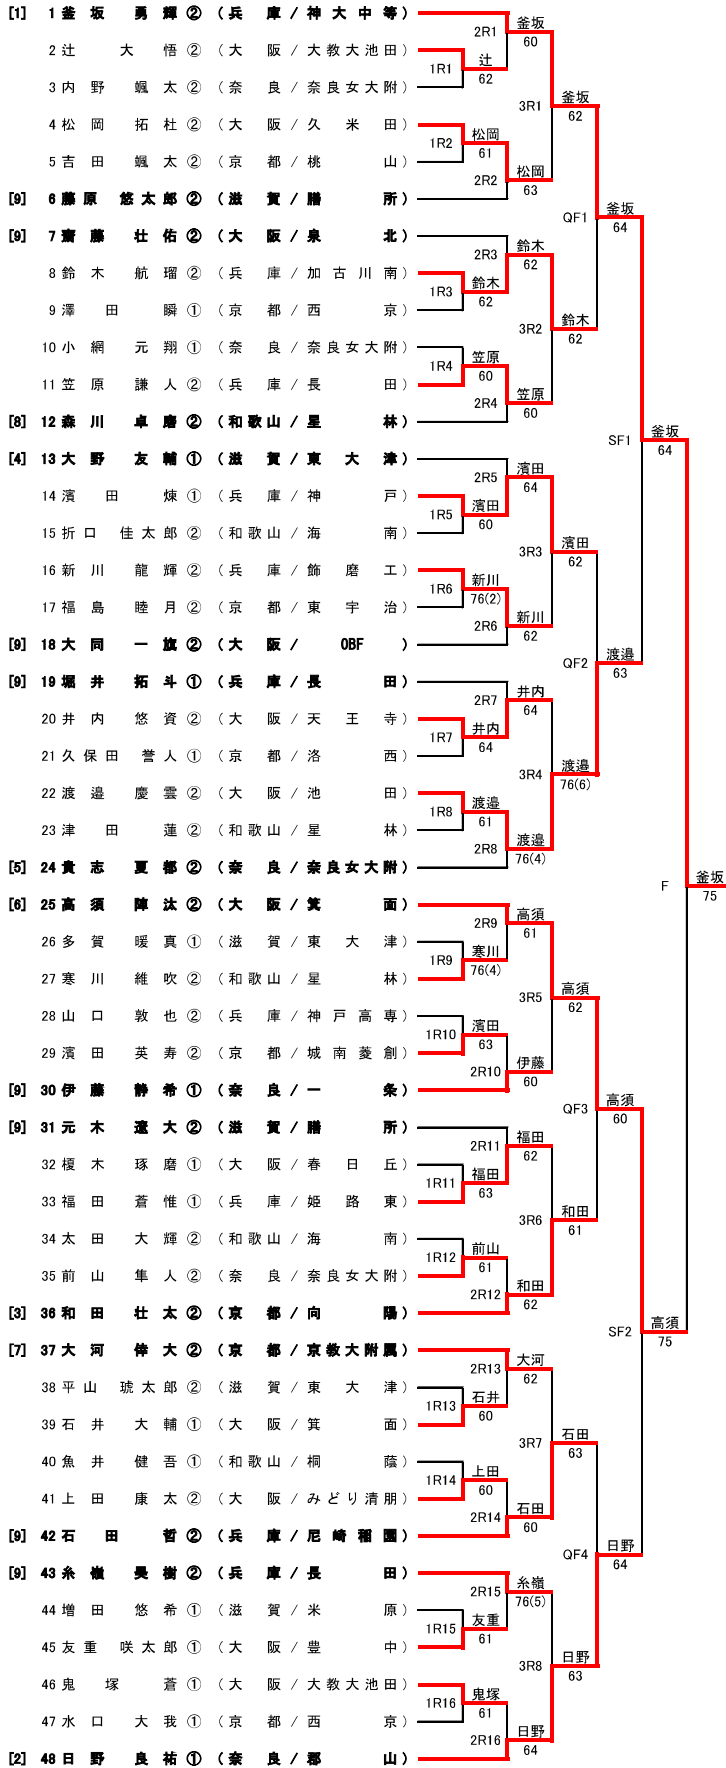 [1] 1 釜坂 勇輝 ② (兵庫/神大中等)
2R1 釜坂 60
2 辻 大悟 ② (大阪/大教大池田)
1R1 辻 62
3 内野 颯太 ② (奈良/奈良女大附)
3R1 釜坂 62
4 松岡 拓杜 ② (大阪/久米田)
1R2 松岡 61
5 吉田 颯太 ② (京都/桃山)
2R2 松岡 63
[9] 6 藤原 悠太郎 ② (滋賀/膳所)
QF1 釜坂 64
[9] 7 齋藤 壮佑 ② (大阪/泉北)
2R3 鈴木 62
8 鈴木 航瑠 ② (兵庫/加古川南)
1R3 鈴木 62
9 澤田 瞬 ① (京都/西京)
3R2 鈴木 62
10 小網 元翔 ① (奈良/奈良女大附)
1R4 笠原 60
11 笠原 謙人 ② (兵庫/長田)
2R4 笠原 60
[8] 12 森川 卓磨 ② (和歌山/星林)
SF1 釜坂 64
[4] 13 大野 友輔 ① (滋賀/東大津)
2R5 濱田 64
14 濱田 煉 ① (兵庫/神戸)
1R5 濱田 60
15 折口 佳太郎 ② (和歌山/海南)
3R3 濱田 62
16 新川 龍輝 ② (兵庫/飾磨工)
1R6 新川 76(2)
17 福島 睦月 ② (京都/東宇治)
2R6 新川 62
[9] 18 大同 一旗 ② (大阪/OBF)
QF2 渡邉 63
[9] 19 堀井 拓斗 ① (兵庫/長田)
2R7 井内 64
20 井内 悠資 ② (大阪/天王寺)
1R7 井内 64
21 久保田 誉人 ① (京都/洛西)
3R4 渡邉 76(6)
22 渡邉 慶雲 ② (大阪/池田)
1R8 渡邉 61
23 津田 蓮 ② (和歌山/星林)
2R8 渡邉 76(4)
[5] 24 貴志 夏都 ② (奈良/奈良女大附)
F 釜坂 75
[6] 25 高須 陣汰 ② (大阪/箕面)
2R9 高須 61
26 多賀 暖真 ① (滋賀/東大津)
1R9 寒川 76(4)
27 寒川 維吹 ② (和歌山/星林)
3R5 高須 62
28 山口 敦也 ② (兵庫/神戸高専)
1R10 濱田 63
29 濱田 英寿 ② (京都/城南菱創)
2R10 伊藤 60
[9] 30 伊藤 静希 ① (奈良/一条)
QF3 高須 60
[9] 31 元木 遼大 ② (滋賀/膳所)
2R11 福田 62
32 榎木 琢磨 ① (大阪/春日丘)
1R11 福田 63
33 福田 蒼惟 ① (兵庫/姫路東)
3R6 和田 61
34 太田 大輝 ② (和歌山/海南)
1R12 前山 61
35 前山 隼人 ② (奈良/奈良女大附)
2R12 和田 62
[3] 36 和田 壮太 ② (京都/向陽)
SF2 高須 75
[7] 37 大河 倖大 ② (京都/京教大附属)
2R13 大河 62
38 平山 琥太郎 ② (滋賀/東大津)
1R13 石井 60
39 石井 大輔 ① (大阪/箕面)
3R7 石田 63
40 魚井 健吾 ① (和歌山/桐蔭)
1R14 上田 60
41 上田 康太 ② (大阪/みどり清朋)
2R14 石田 60
[9] 42 石田 哲 ② (兵庫/尼崎稲園)
QF4 日野 64
[9] 43 糸嶺 晃樹 ② (兵庫/長田)
2R15 糸嶺 76(5)
44 増田 悠希 ① (滋賀/米原)
1R15 友重 61
45 友重 咲太郎 ① (大阪/豊中)
3R8 日野 63
46 鬼塚 蒼 ① (大阪/大教大池田)
1R16 鬼塚 61
47 水口 大我 ① (京都/西京)
2R16 日野 64
[2] 48 日野 良祐 ① (奈良/郡山)